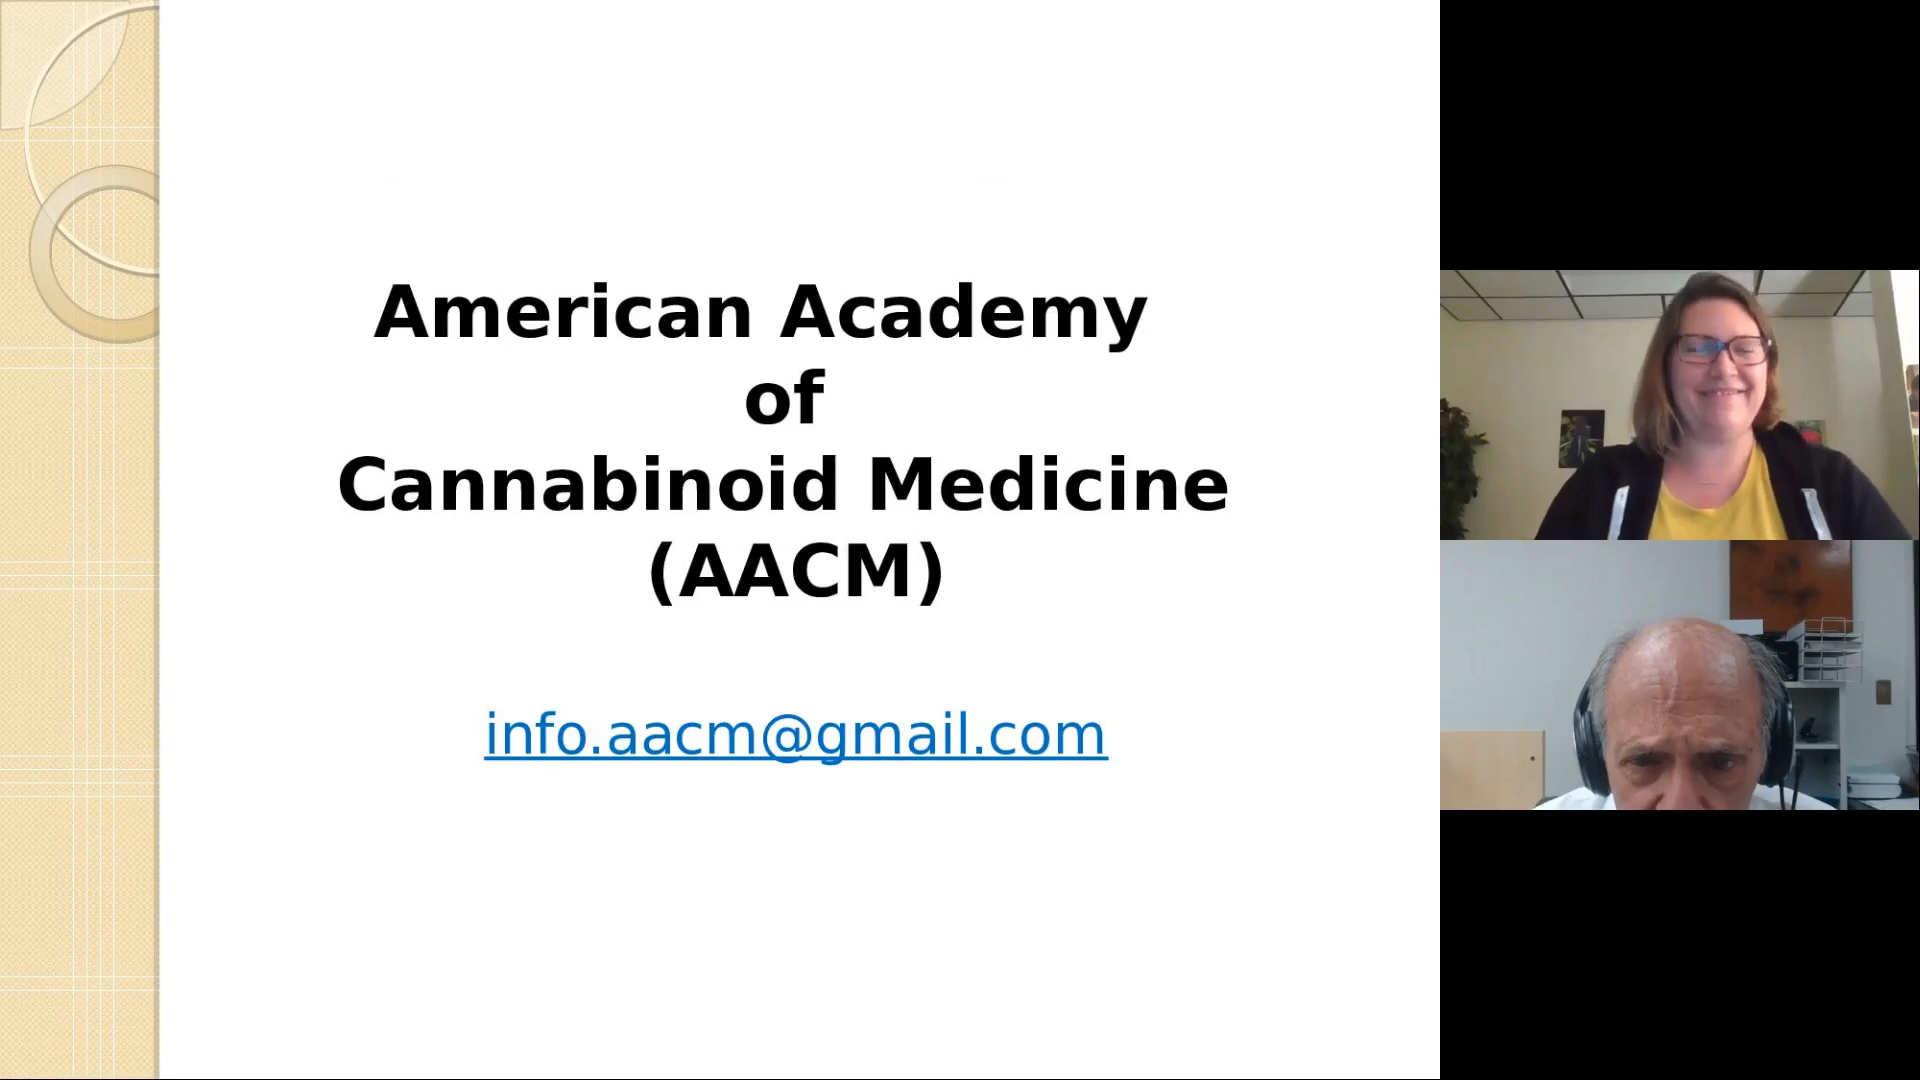 American Academy
of
Cannabinoid Medicine
(AACM)
info.aacm@gmail.com